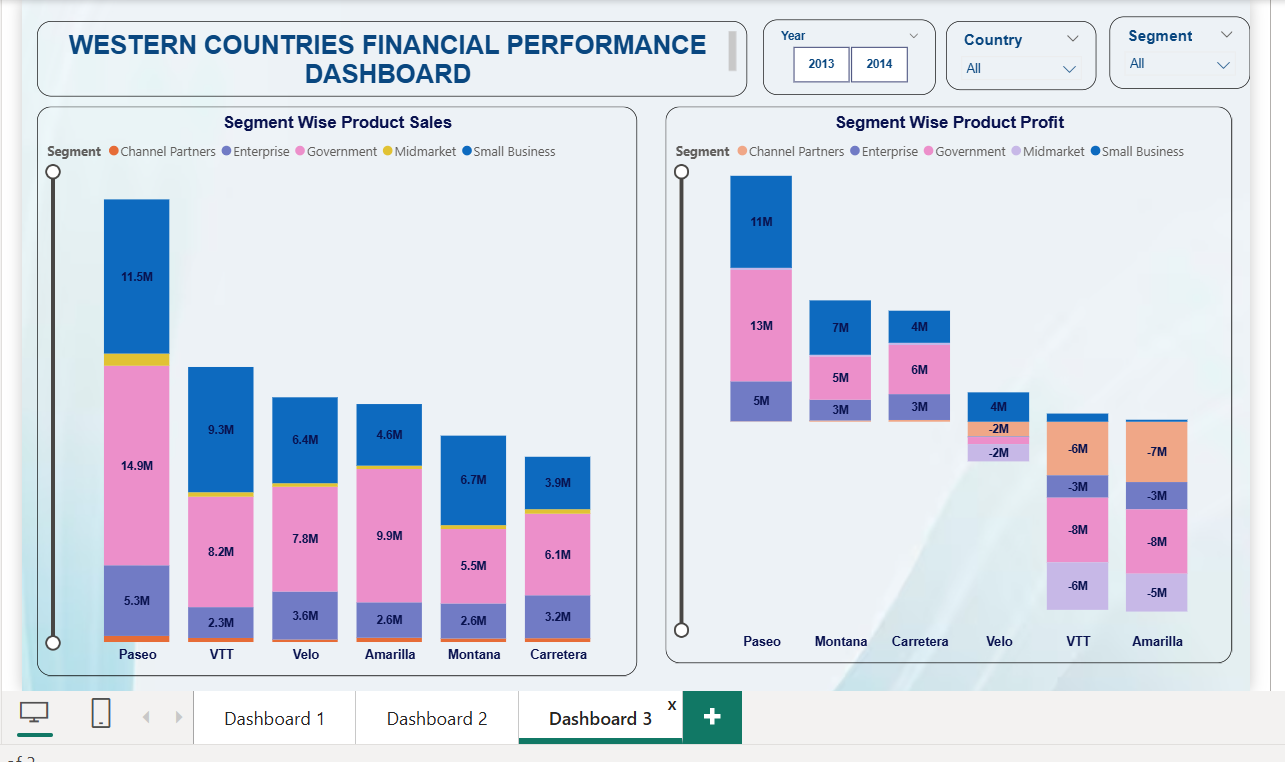 WESTERN COUNTRIES FINANCIAL PERFORMANCE
DASHBOARD
Year
2013 2014
Country
All
Segment
All
Segment Wise Product Sales
Segment Channel Partners Enterprise Government Midmarket Small Business
11.5M
14.9M
5.3M
9.3M
8.2M
2.3M
6.4M
7.8M
3.6M
4.6M
9.9M
2.6M
6.7M
5.5M
2.6M
3.9M
6.1M
3.2M
Paseo VTT Velo Amarilla Montana Carretera
Segment Wise Product Profit
Segment Channel Partners Enterprise Government Midmarket Small Business
11M
13M
5M
7M
5M
3M
4M
6M
3M
4M
-2M
-2M
-6M
-3M
-8M
-6M
-7M
-3M
-8M
-5M
Paseo Montana Carretera Velo VTT Amarilla
Dashboard 1 Dashboard 2 Dashboard 3 x +